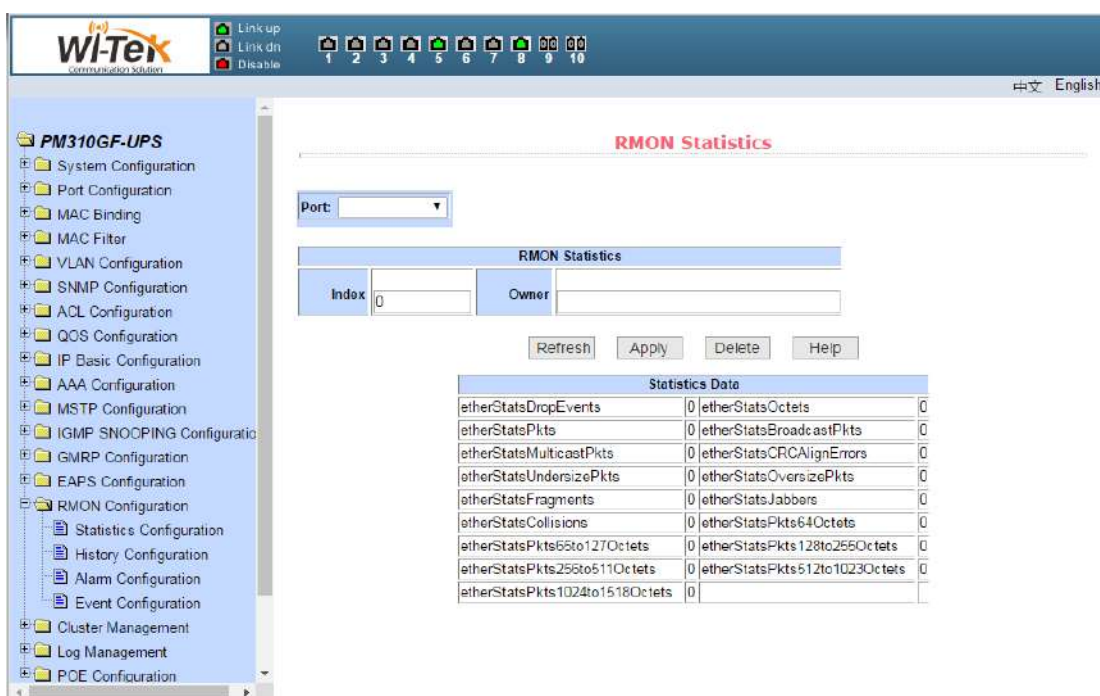 Wi-Tek
Communication Solution
Link up
Link dn
Disable
1 2 3 4 5 6 7 8 9 10
中文 English
PM310GF-UPS
System Configuration
Port Configuration
MAC Binding
MAC Filter
VLAN Configuration
SNMP Configuration
ACL Configuration
QOS Configuration
IP Basic Configuration
AAA Configuration
MSTP Configuration
IGMP SNOOPING Configuratio
GMRP Configuration
EAPS Configuration
RMON Configuration
Statistics Configuration
History Configuration
Alarm Configuration
Event Configuration
Cluster Management
Log Management
POE Configuration
RMON Statistics
Port:
RMON Statistics
Index 0 Owner
Refresh Apply Delete Help
Statistics Data
etherStatsDropEvents 0 etherStatsOctets 0
etherStatsPkts 0 etherStatsBroadcastPkts 0
etherStatsMulticastPkts 0 etherStatsCRCAlignErrors 0
etherStatsUndersizePkts 0 etherStatsOversizePkts 0
etherStatsFragments 0 etherStatsJabbers 0
etherStatsCollisions 0 etherStatsPkts64Octets 0
etherStatsPkts65to127Octets 0 etherStatsPkts128to255Octets 0
etherStatsPkts256to511Octets 0 etherStatsPkts512to1023Octets 0
etherStatsPkts1024to1518Octets 0